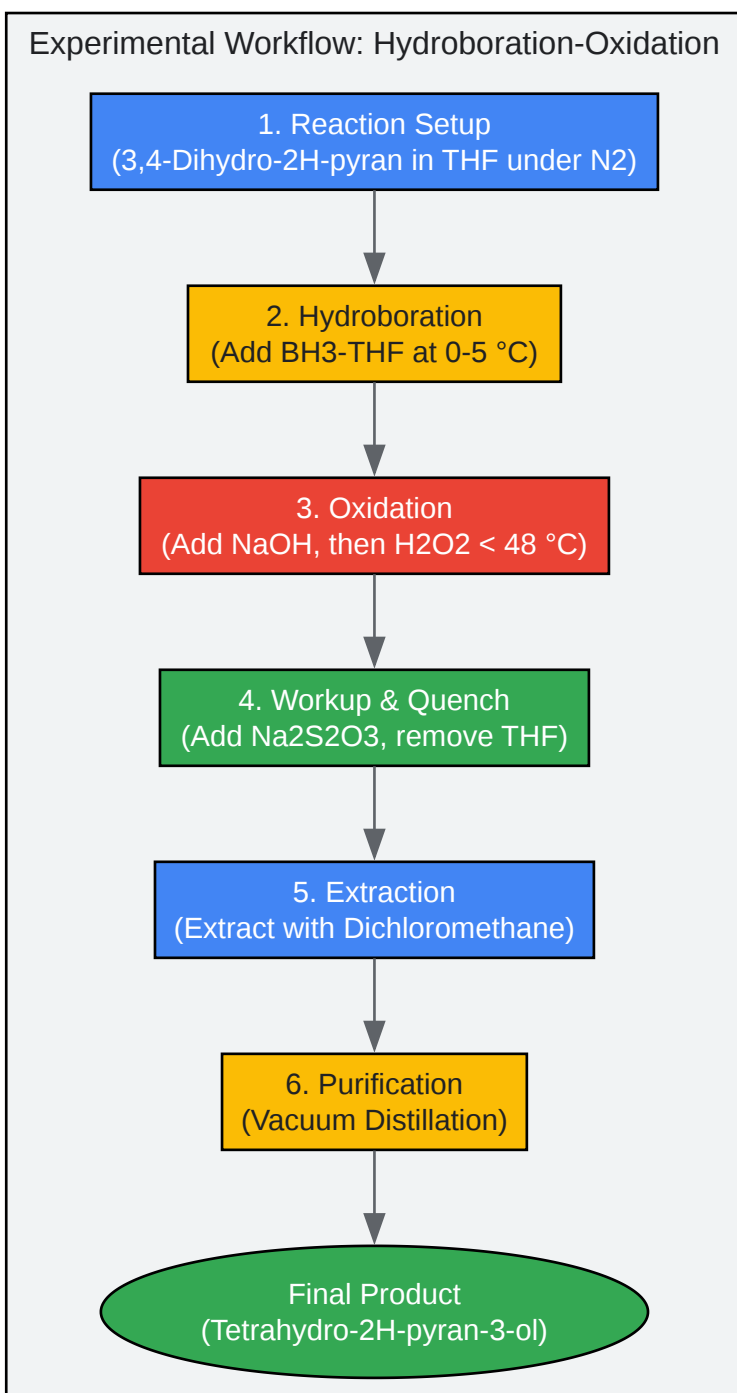 Experimental Workflow: Hydroboration-Oxidation
1. Reaction Setup
(3,4-Dihydro-2H-pyran in THF under N2)
2. Hydroboration
(Add BH3-THF at 0-5 °C)
3. Oxidation
(Add NaOH, then H2O2 < 48 °C)
4. Workup & Quench
(Add Na2S2O3, remove THF)
5. Extraction
(Extract with Dichloromethane)
6. Purification
(Vacuum Distillation)
Final Product
(Tetrahydro-2H-pyran-3-ol)